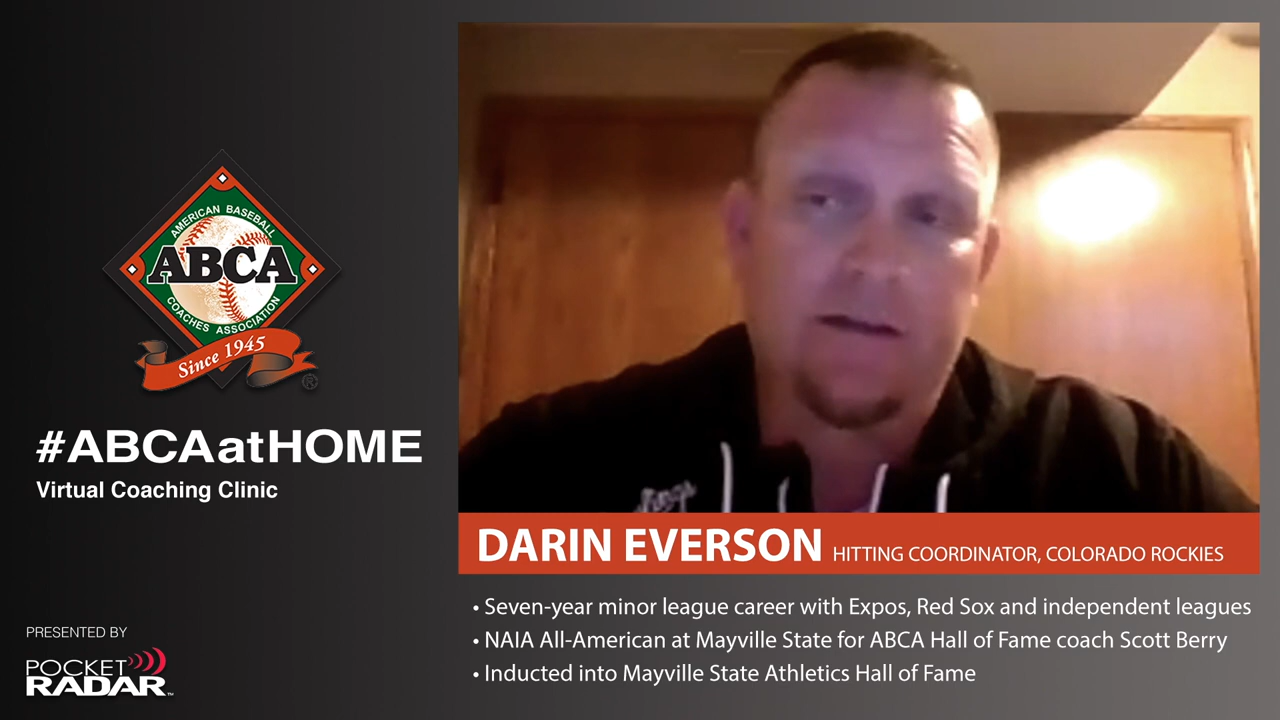 AMERICAN BASEBALL
ABCA
COACHES ASSOCIATION
Since 1945
®
#ABCAatHOME
Virtual Coaching Clinic
PRESENTED BY
POCKET
RADAR™
DARIN EVERSON HITTING COORDINATOR, COLORADO ROCKIES
• Seven-year minor league career with Expos, Red Sox and independent leagues
• NAIA All-American at Mayville State for ABCA Hall of Fame coach Scott Berry
• Inducted into Mayville State Athletics Hall of Fame